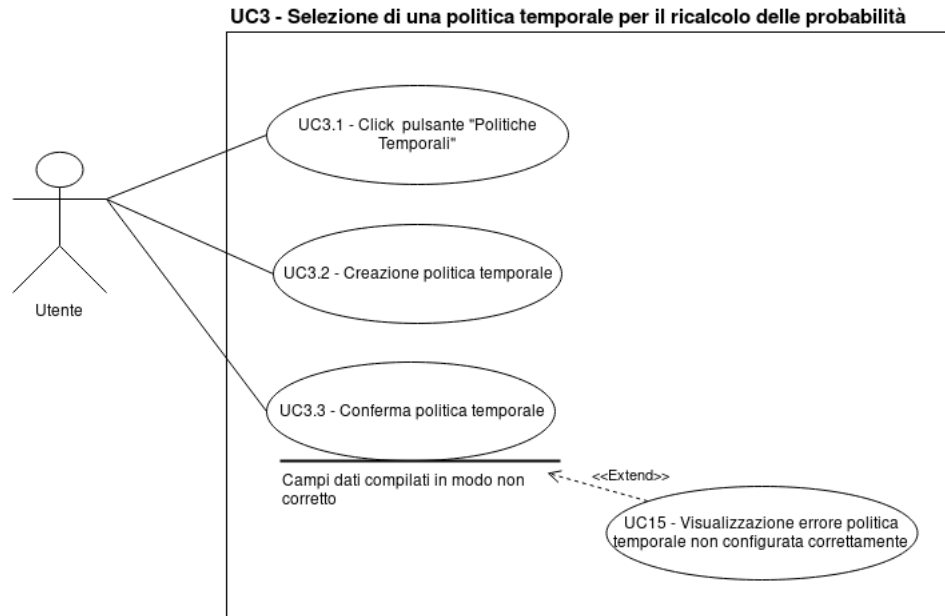 UC3 - Selezione di una politica temporale per il ricalcolo delle probabilità
UC3.1 - Click pulsante "Politiche
Temporali"
UC3.2 - Creazione politica temporale
Utente
UC3.3 - Conferma politica temporale
Campi dati compilati in modo non
corretto
<<Extend>>
UC15 - Visualizzazione errore politica
temporale non configurata correttamente